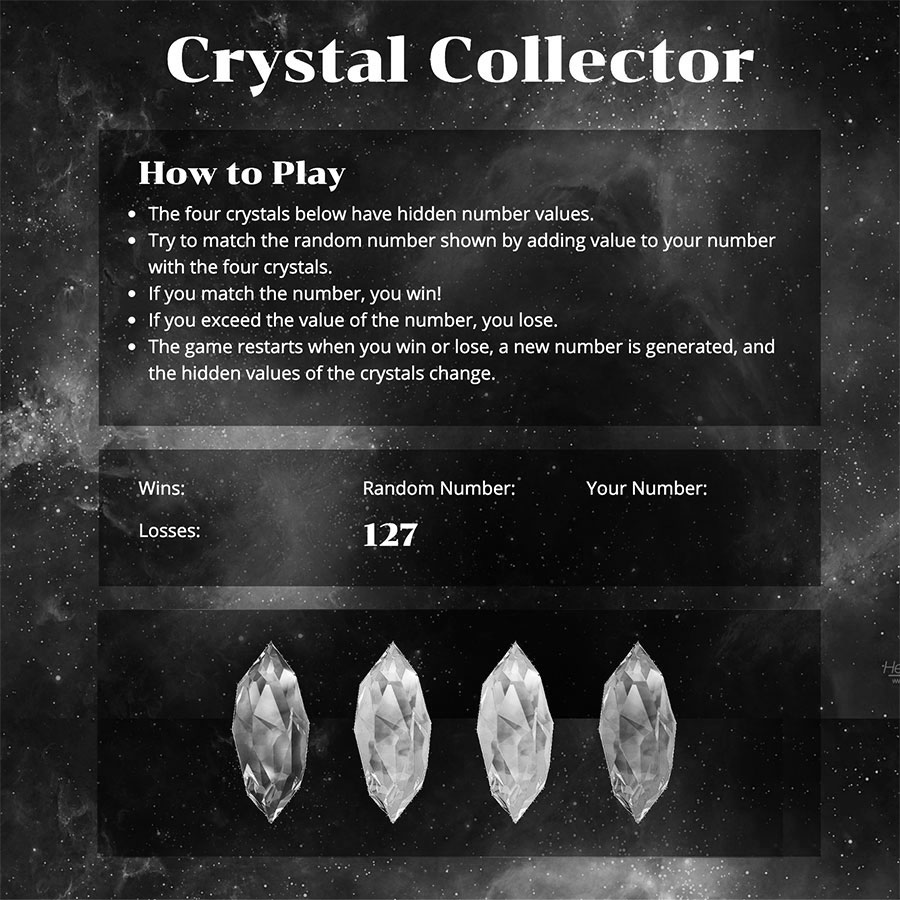 Crystal Collector
How to Play
• The four crystals below have hidden number values.
• Try to match the random number shown by adding value to your number
with the four crystals.
• If you match the number, you win!
• If you exceed the value of the number, you lose.
• The game restarts when you win or lose, a new number is generated, and
the hidden values of the crystals change.
Wins:
Random Number:
Your Number:
Losses:
127